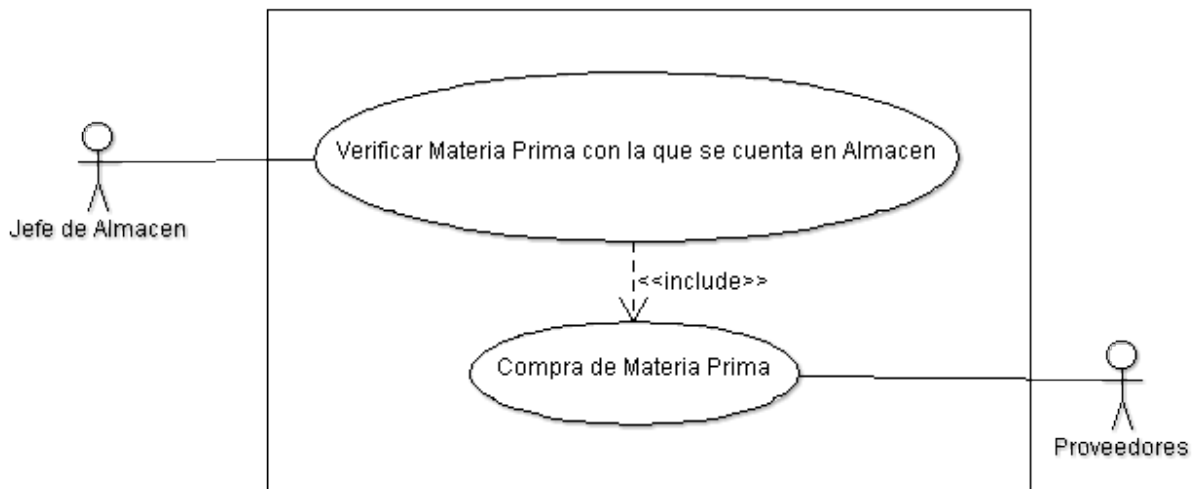 Verificar Materia Prima con la que se cuenta en Almacen
Jefe de Almacen
<<include>>
Compra de Materia Prima
Proveedores